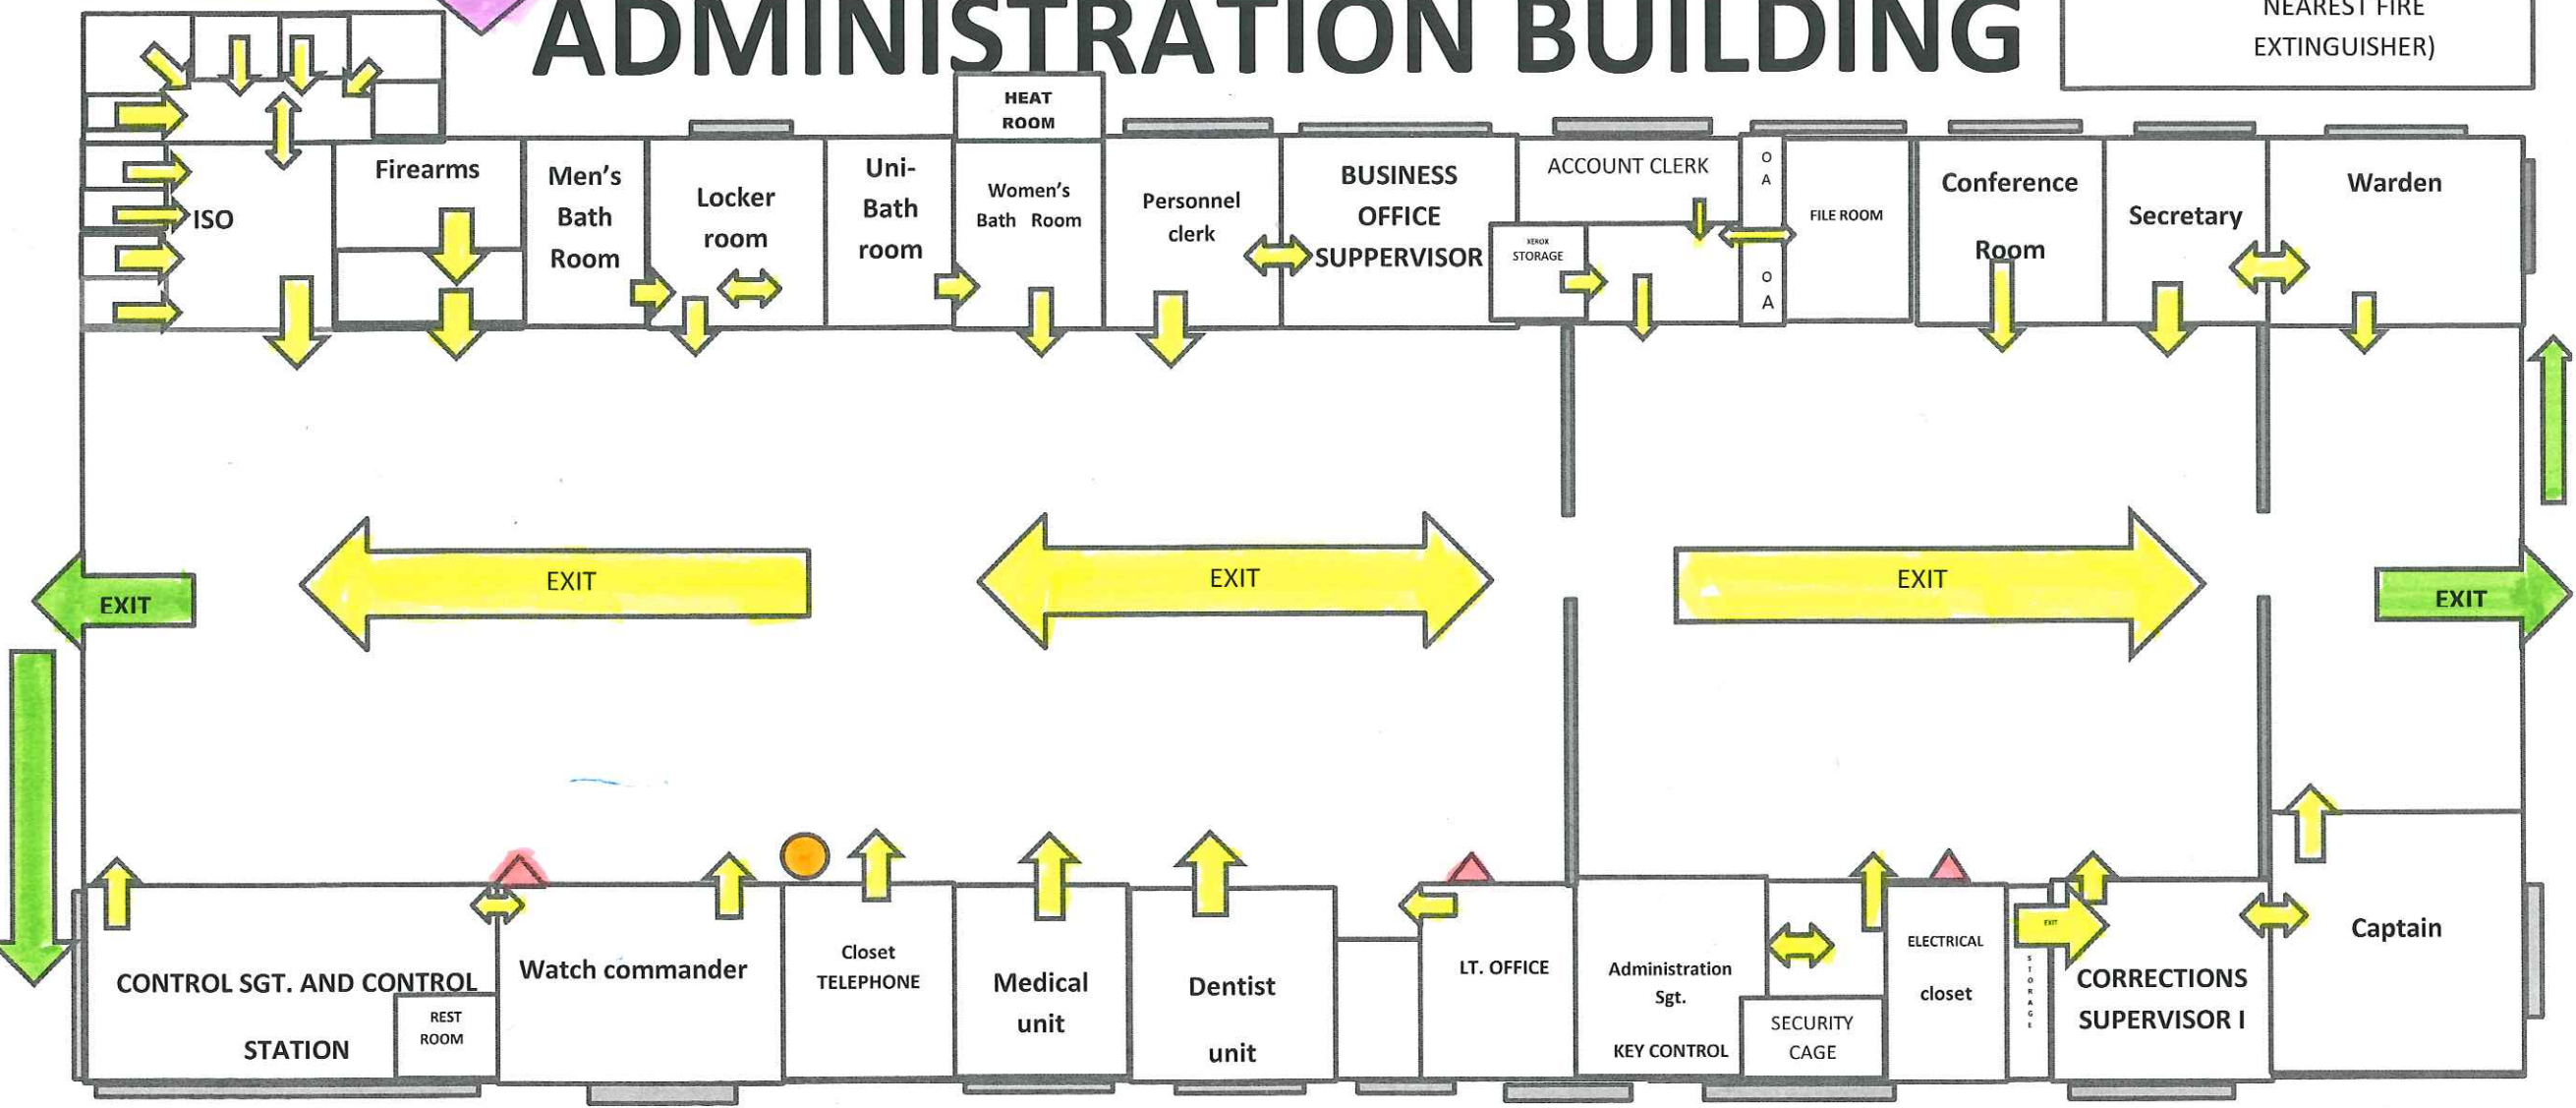 ADMINISTRATION BUILDING
NEAREST FIRE
EXTINGUISHER)
HEAT
ROOM
ISO
Firearms
Men's
Bath
Room
Locker
room
Uni-
Bath
room
Women's
Bath Room
Personnel
clerk
BUSINESS
OFFICE
SUPPERVISOR
XEROX
STORAGE
ACCOUNT CLERK
O
A
O
A
FILE ROOM
Conference
Room
Secretary
Warden
EXIT
EXIT
EXIT
EXIT
EXIT
CONTROL SGT. AND CONTROL
STATION
REST
ROOM
Watch commander
Closet
TELEPHONE
Medical
unit
Dentist
unit
LT. OFFICE
Administration
Sgt.
KEY CONTROL
SECURITY
CAGE
ELECTRICAL
closet
EXIT
S
T
O
R
A
G
E
CORRECTIONS
SUPERVISOR I
Captain